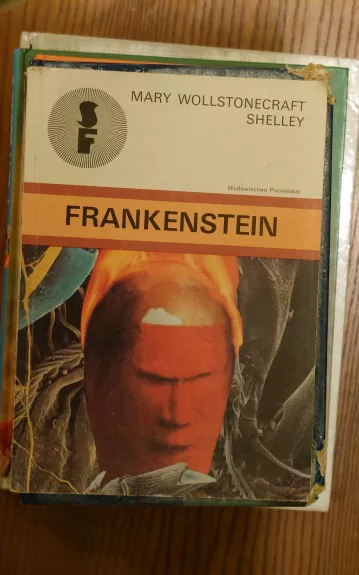 SF
MARY WOLLSTONECRAFT
SHELLEY
Wydawnictwo Poznańskie
FRANKENSTEIN